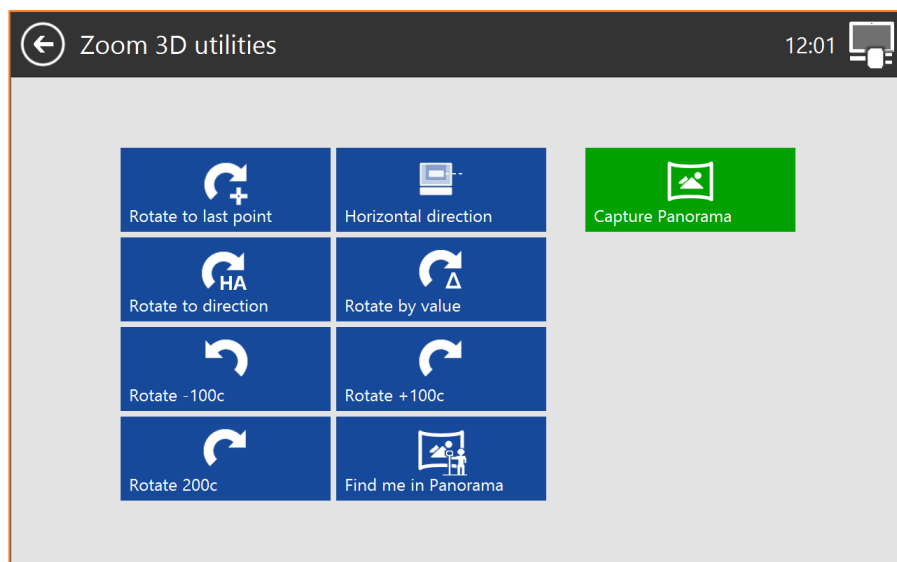 Zoom 3D utilities
12:01
Rotate to last point
Horizontal direction
Capture Panorama
HA
Rotate to direction
Δ
Rotate by value
Rotate -100c
Rotate +100c
Rotate 200c
Find me in Panorama